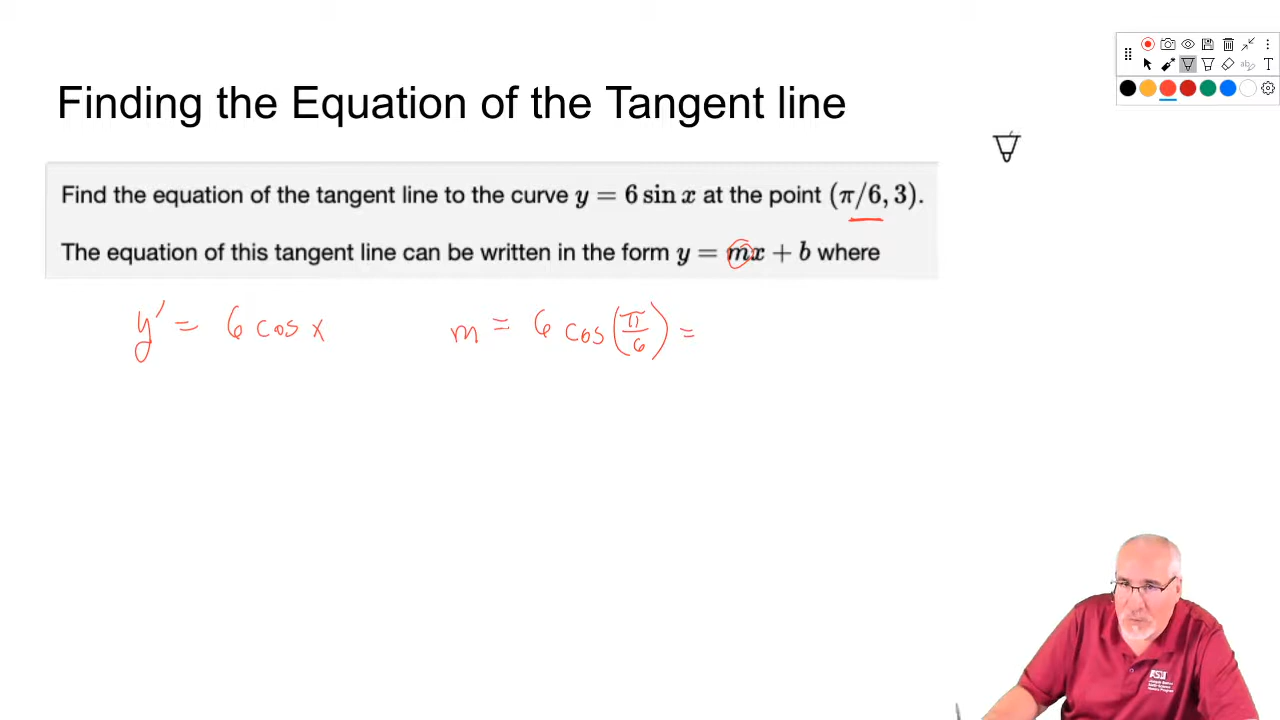 Finding the Equation of the Tangent line
Find the equation of the tangent line to the curve y = 6 sin x at the point (π/6, 3).
The equation of this tangent line can be written in the form y = mx + b where
y' = 6 cos x
m = 6 cos(π/6) =
ASU